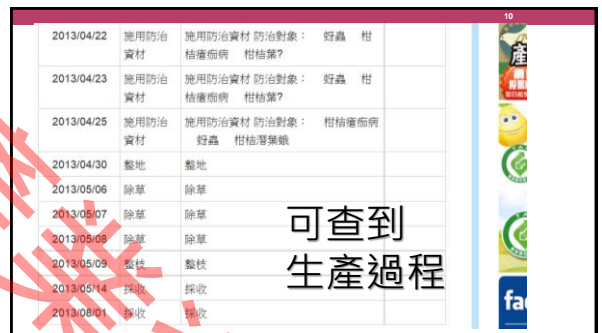 10
2013/04/22 施用防治 施用防治資材 防治對象： 蚜蟲 柑
資材 桔瘡痂病 柑桔葉?
2013/04/23 施用防治 施用防治資材 防治對象： 蚜蟲 柑
資材 桔瘡痂病 柑桔葉?
2013/04/25 施用防治 施用防治資材 防治對象： 柑桔瘡痂病
資材 蚜蟲 柑桔潛葉蛾
2013/04/30 整地 整地
2013/05/06 除草 除草
2013/05/07 除草 除草
2013/05/08 除草 除草
2013/05/09 整枝 整枝
2013/05/14 採收 採收
2013/08/01 採收 採收
可查到
生產過程
產
fac